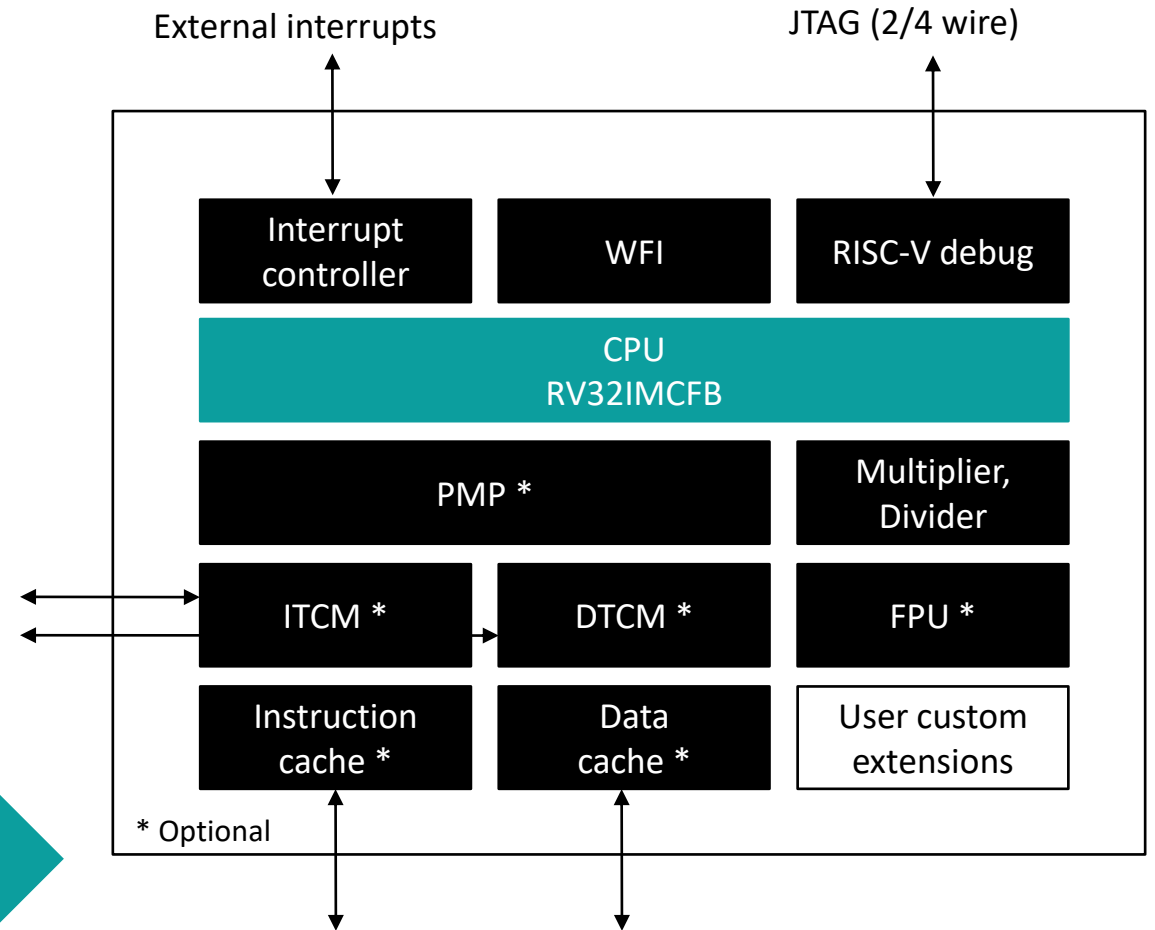 External interrupts
JTAG (2/4 wire)
Interrupt
controller
WFI
RISC-V debug
CPU
RV32IMCFB
PMP *
Multiplier,
Divider
ITCM *
DTCM *
FPU *
Instruction
cache *
Data
cache *
User custom
extensions
* Optional